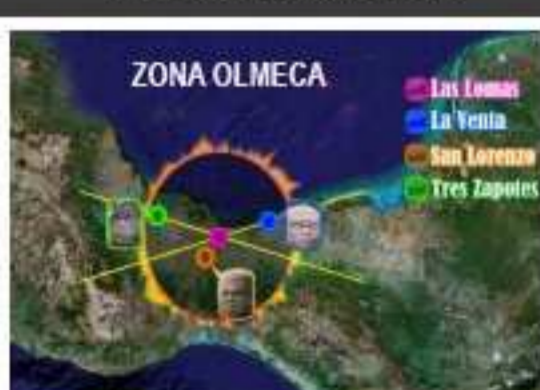 ZONA OLMECA
Las Lomas
La Venta
San Lorenzo
Tres Zapotes